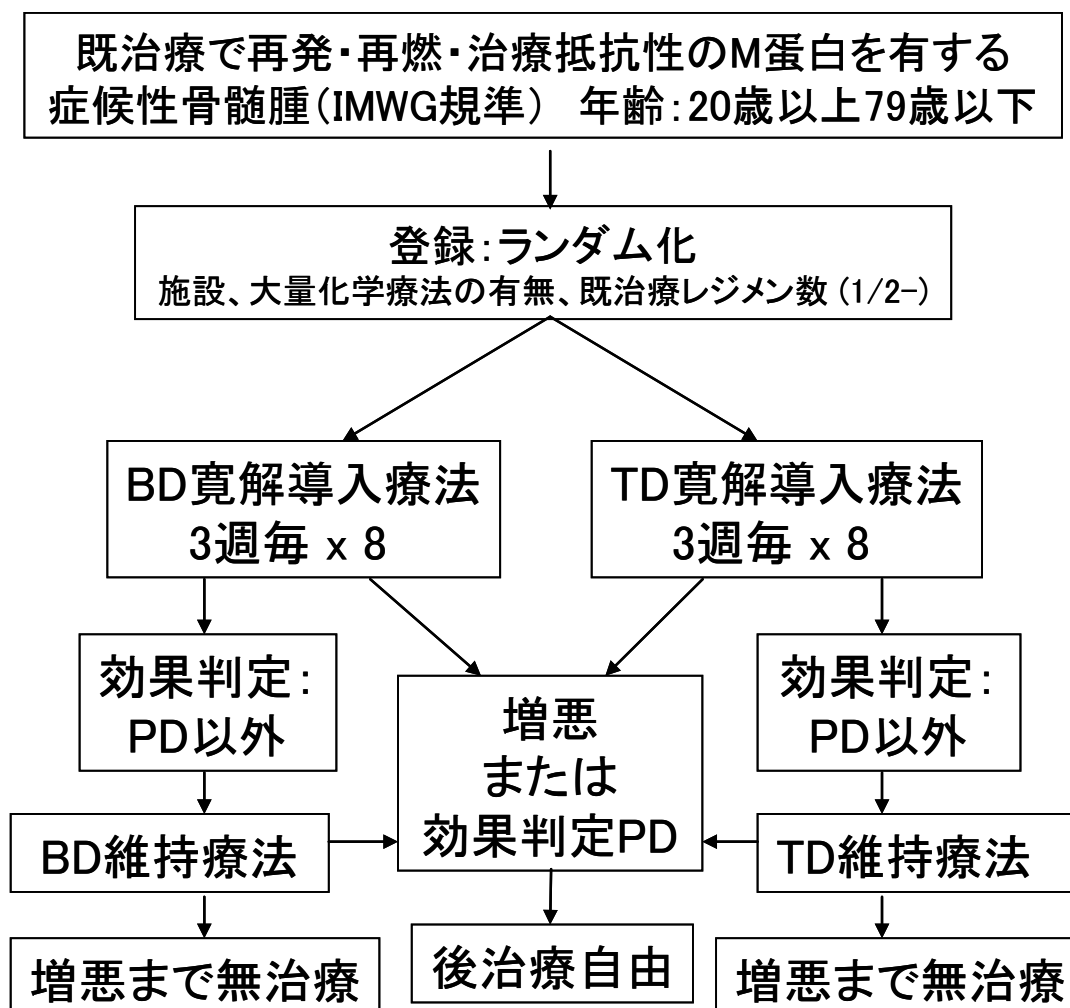 既治療で再発・再燃・治療抵抗性のM蛋白を有する
症候性骨髄腫(IMWG規準) 年齢:20歳以上79歳以下
登録:ランダム化
施設、大量化学療法の有無、既治療レジメン数 (1/2-)
BD寛解導入療法
3週毎 x 8
TD寛解導入療法
3週毎 x 8
効果判定:
PD以外
増悪
または
効果判定PD
効果判定:
PD以外
BD維持療法
TD維持療法
増悪まで無治療
後治療自由
増悪まで無治療